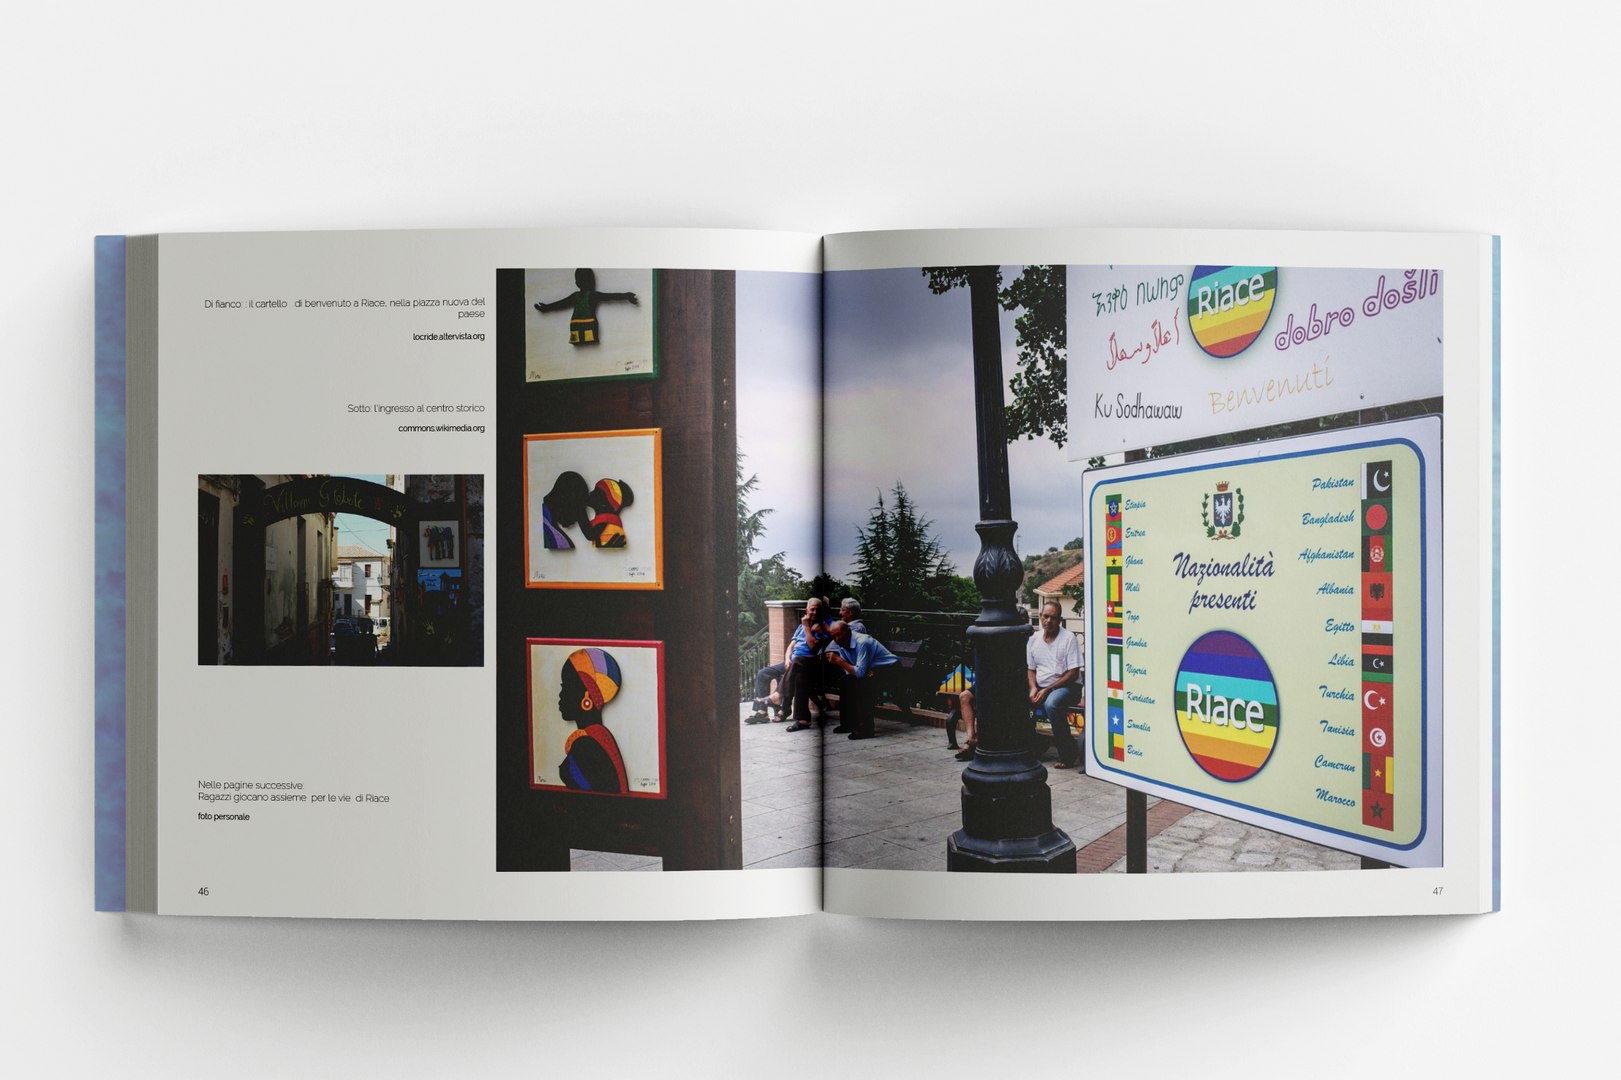 Di fianco: : il cartello di benvenuto a Riace, nella piazza nuova del
paese
locride.altervista.org
Sotto: l'ingresso al centro storico
commons.wikimedia.org
Villaggio Globale
Nelle pagine successive:
Ragazzi giocano assieme per le vie di Riace
foto personale
46
Riace
dobro došli
Ku Sodhawaw
Benvenuti
Nazionalità
presenti
Riace
Etiopia
Eritrea
Ghana
Mali
Togo
Gambia
Nigeria
Kurdistan
Somalia
Benin
Pakistan
Bangladesh
Afghanistan
Albania
Egitto
Libia
Turchia
Tunisia
Camerun
Marocco
47